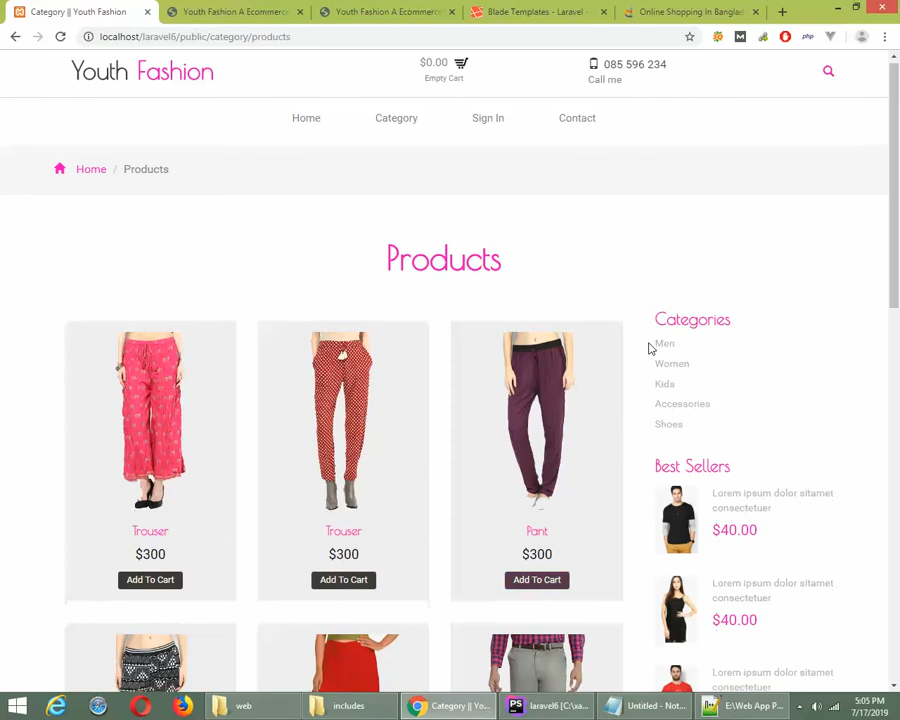 Category || Youth Fashion
Youth Fashion A Ecommerce
Youth Fashion A Ecommerce
Blade Templates - Laravel -
Online Shopping In Banglad
localhost/laravel6/public/category/products
php
Youth Fashion
$0.00
Empty Cart
085 596 234
Call me
Home
Category
Sign In
Contact
Home / Products
Products
Trouser
$300
Add To Cart
Trouser
$300
Add To Cart
Pant
$300
Add To Cart
Categories
Men
Women
Kids
Accessories
Shoes
Best Sellers
Lorem ipsum dolor sitamet
consectetuer
$40.00
Lorem ipsum dolor sitamet
consectetuer
$40.00
Lorem ipsum dolor sitamet
consectetuer
web
includes
Category || Yo...
PS
laravel6 [C:\xa...
Untitled - Not...
E:\Web App P...
5:05 PM
7/17/2019